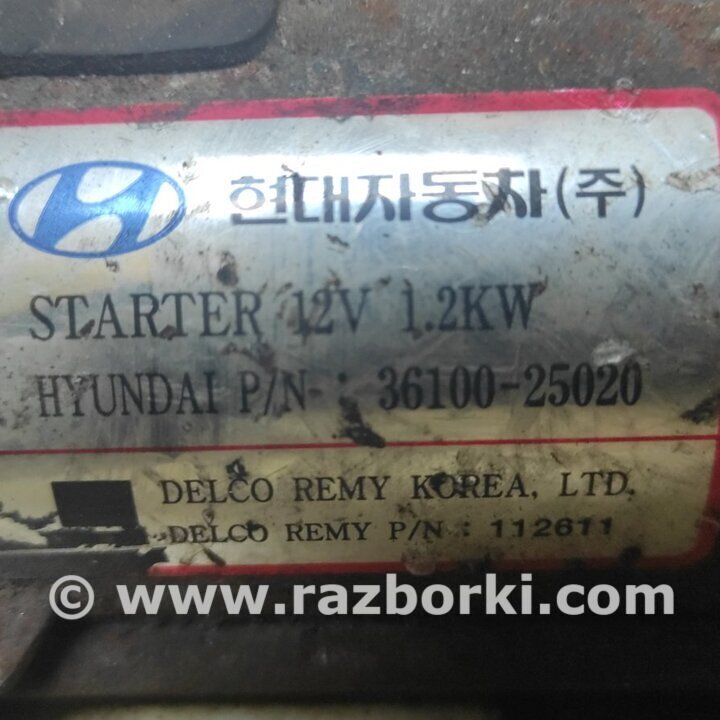 현대자동차(주)
STARTER 12V 1.2KW
HYUNDAI P/N : 36100-25020
DELCO REMY KOREA, LTD.
DELCO REMY P/N : 112611
© www.razborki.com